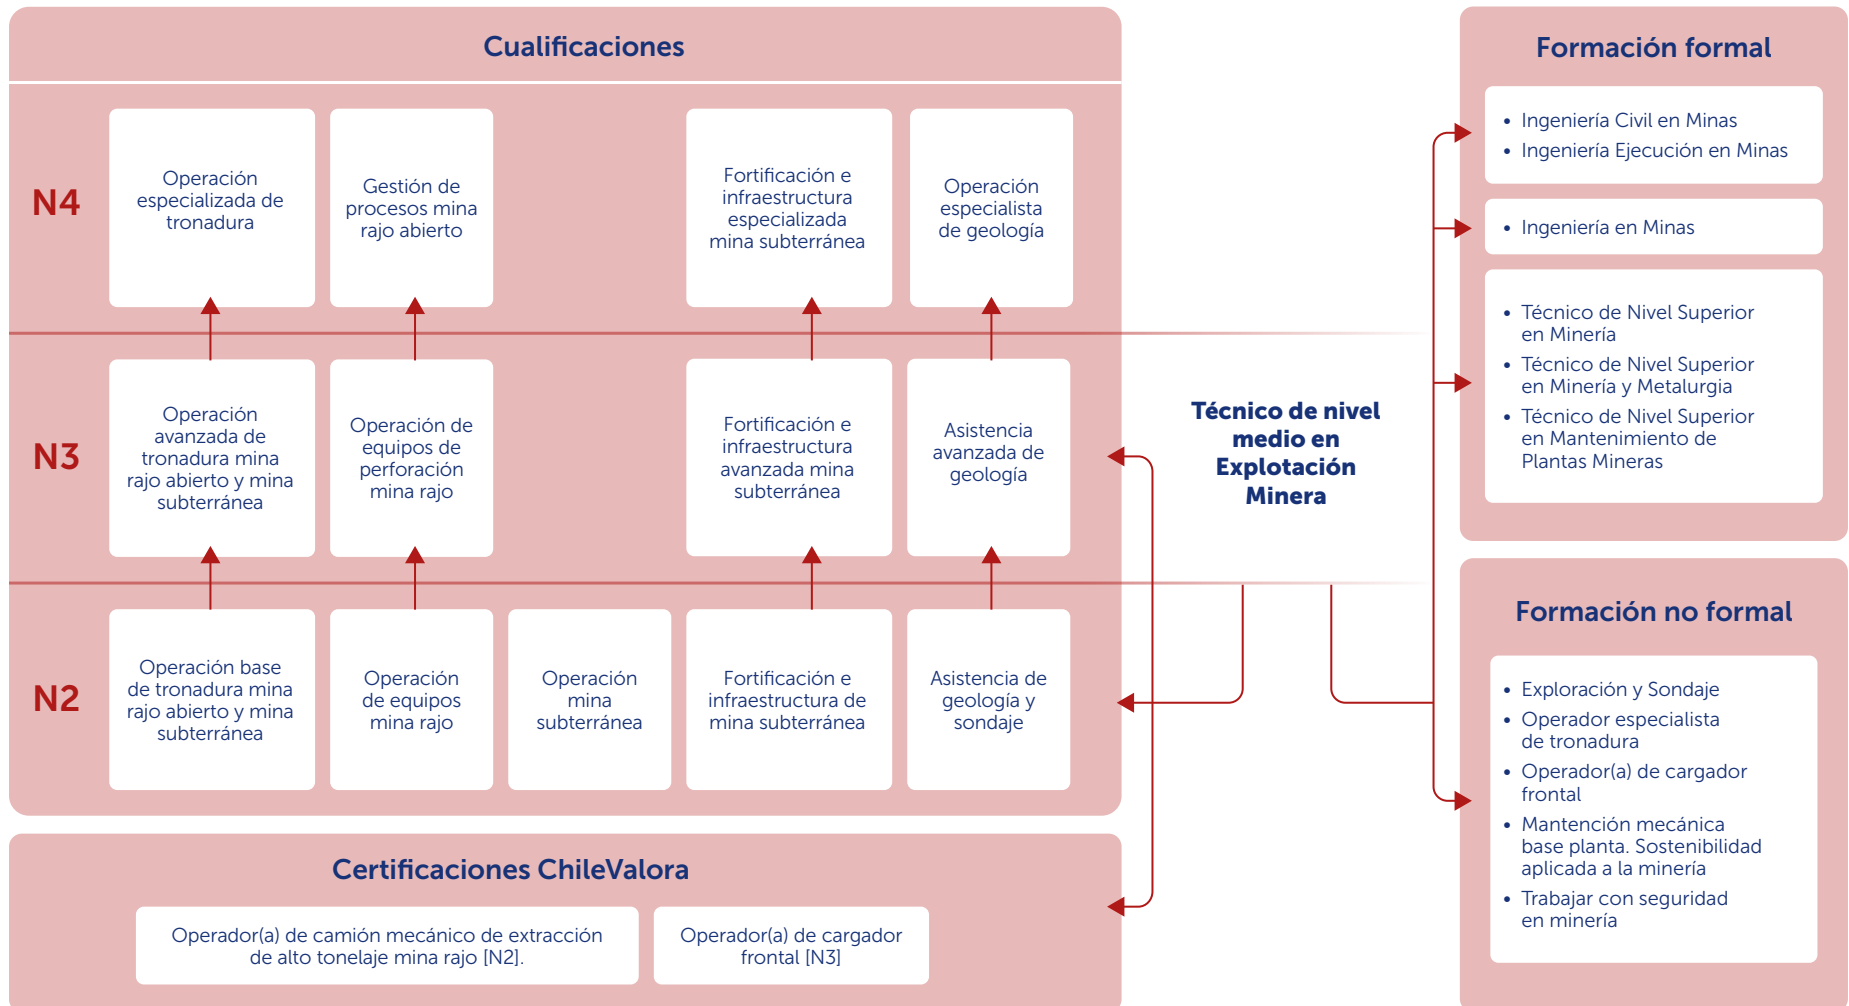 Cualificaciones
N4
Operación
especializada de
tronadura
Gestión de
procesos mina
rajo abierto
Fortificación e
infraestructura
especializada
mina subterránea
Operación
especialista
de geología
N3
Operación
avanzada de
tronadura mina
rajo abierto y mina
subterránea
Operación de
equipos de
perforación
mina rajo
Fortificación e
infraestructura
avanzada mina
subterránea
Asistencia
avanzada de
geología
N2
Operación base
de tronadura mina
rajo abierto y mina
subterránea
Operación
de equipos
mina rajo
Operación
mina
subterránea
Fortificación e
infraestructura de
mina subterránea
Asistencia de
geología y
sondaje
Certificaciones ChileValora
Operador(a) de camión mecánico de extracción
de alto tonelaje mina rajo [N2].
Operador(a) de cargador
frontal [N3]
Técnico de nivel
medio en
Explotación
Minera
Formación formal
• Ingeniería Civil en Minas
• Ingeniería Ejecución en Minas
• Ingeniería en Minas
• Técnico de Nivel Superior
en Minería
• Técnico de Nivel Superior
en Minería y Metalurgia
• Técnico de Nivel Superior
en Mantenimiento de
Plantas Mineras
Formación no formal
• Exploración y Sondaje
• Operador especialista
de tronadura
• Operador(a) de cargador
frontal
• Mantención mecánica
base planta. Sostenibilidad
aplicada a la minería
• Trabajar con seguridad
en minería